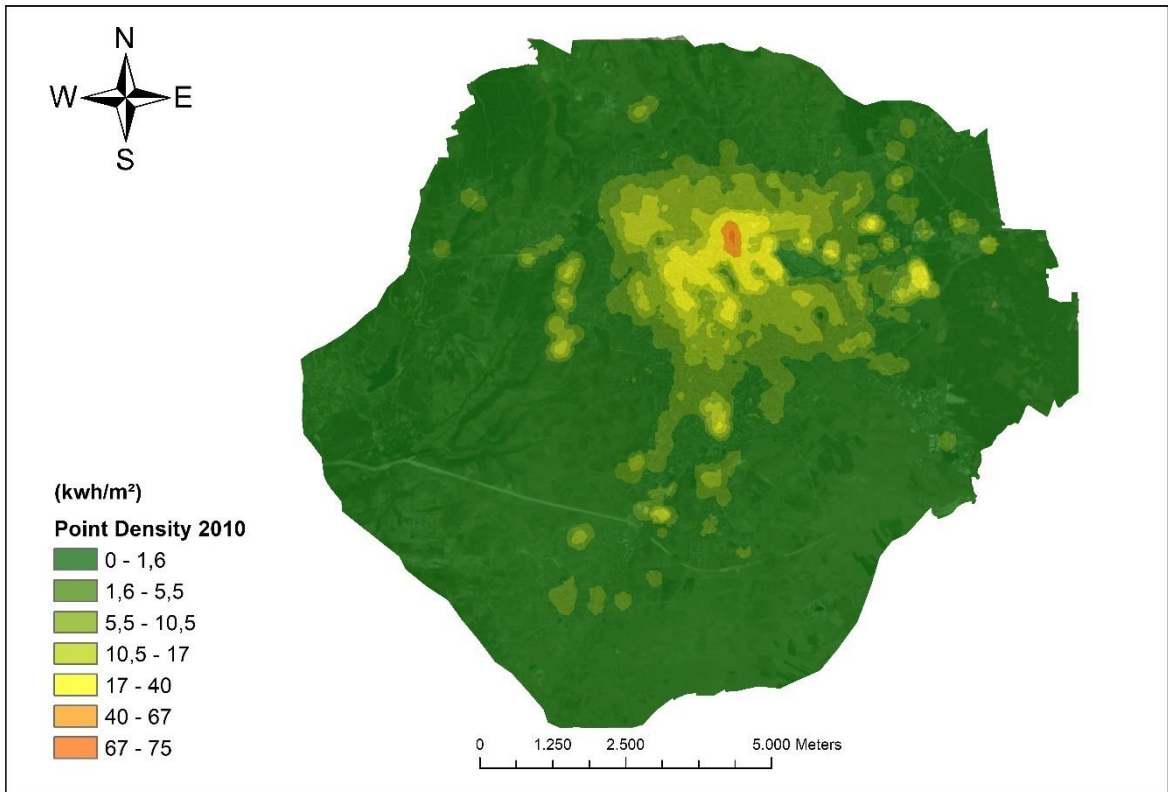 N
W E
S
(kwh/m²)
Point Density 2010
0 - 1,6
1,6 - 5,5
5,5 - 10,5
10,5 - 17
17 - 40
40 - 67
67 - 75
0 1.250 2.500 5.000 Meters